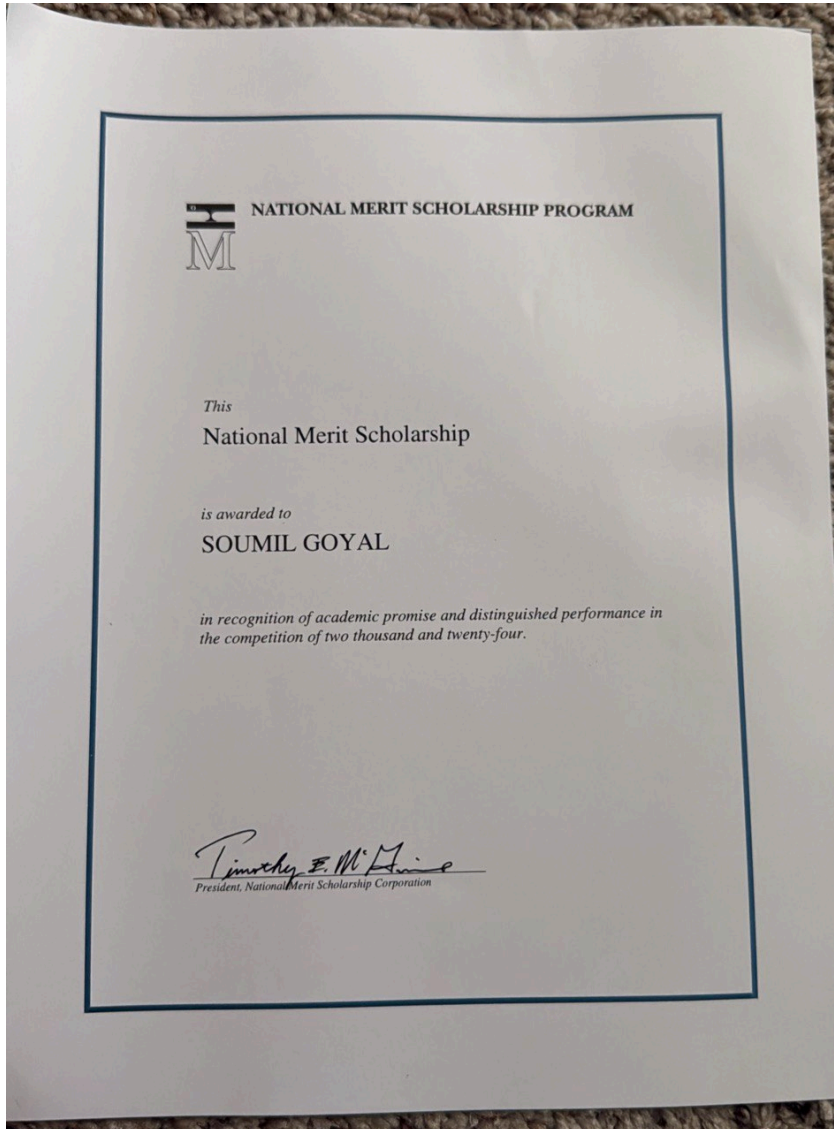 NATIONAL MERIT SCHOLARSHIP PROGRAM
M
This
National Merit Scholarship
is awarded to
SOUMIL GOYAL
in recognition of academic promise and distinguished performance in
the competition of two thousand and twenty-four.
Timothy E. McGuire
President, National Merit Scholarship Corporation